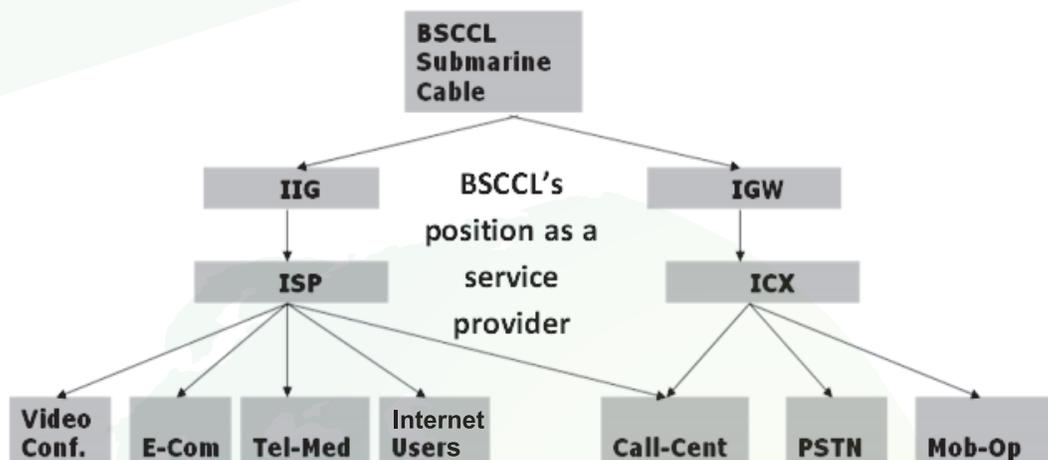 BSCCL
Submarine
Cable
IIG
BSCCL's
position as a
service
provider
IGW
ISP
ICX
Video
Conf.
E-Com
Tel-Med
Internet
Users
Call-Cent
PSTN
Mob-Op